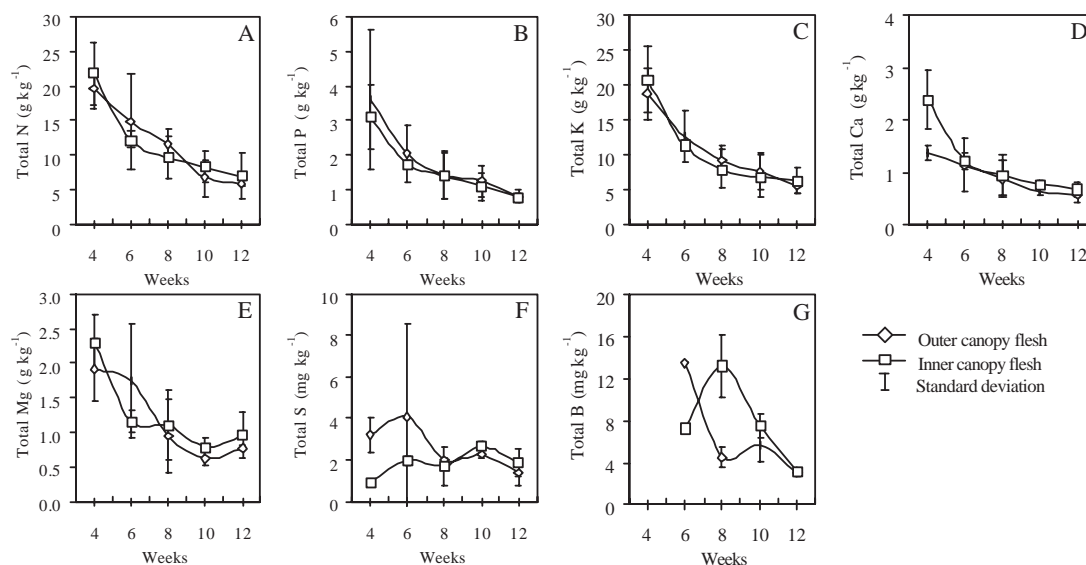 A
Total N (g kg⁻¹)
30
25
20
15
10
5
0
4 6 8 10 12
Weeks
B
Total P (g kg⁻¹)
6
5
4
3
2
1
0
4 6 8 10 12
Weeks
C
Total K (g kg⁻¹)
30
25
20
15
10
5
0
4 6 8 10 12
Weeks
D
Total Ca (g kg⁻¹)
4
3
2
1
0
4 6 8 10 12
Weeks
E
Total Mg (g kg⁻¹)
3.0
2.5
2.0
1.5
1.0
0.5
0.0
4 6 8 10 12
Weeks
F
Total S (mg kg⁻¹)
10
8
6
4
2
0
4 6 8 10 12
Weeks
G
Total B (mg kg⁻¹)
20
16
12
8
4
0
4 6 8 10 12
Weeks
Outer canopy flesh
Inner canopy flesh
Standard deviation